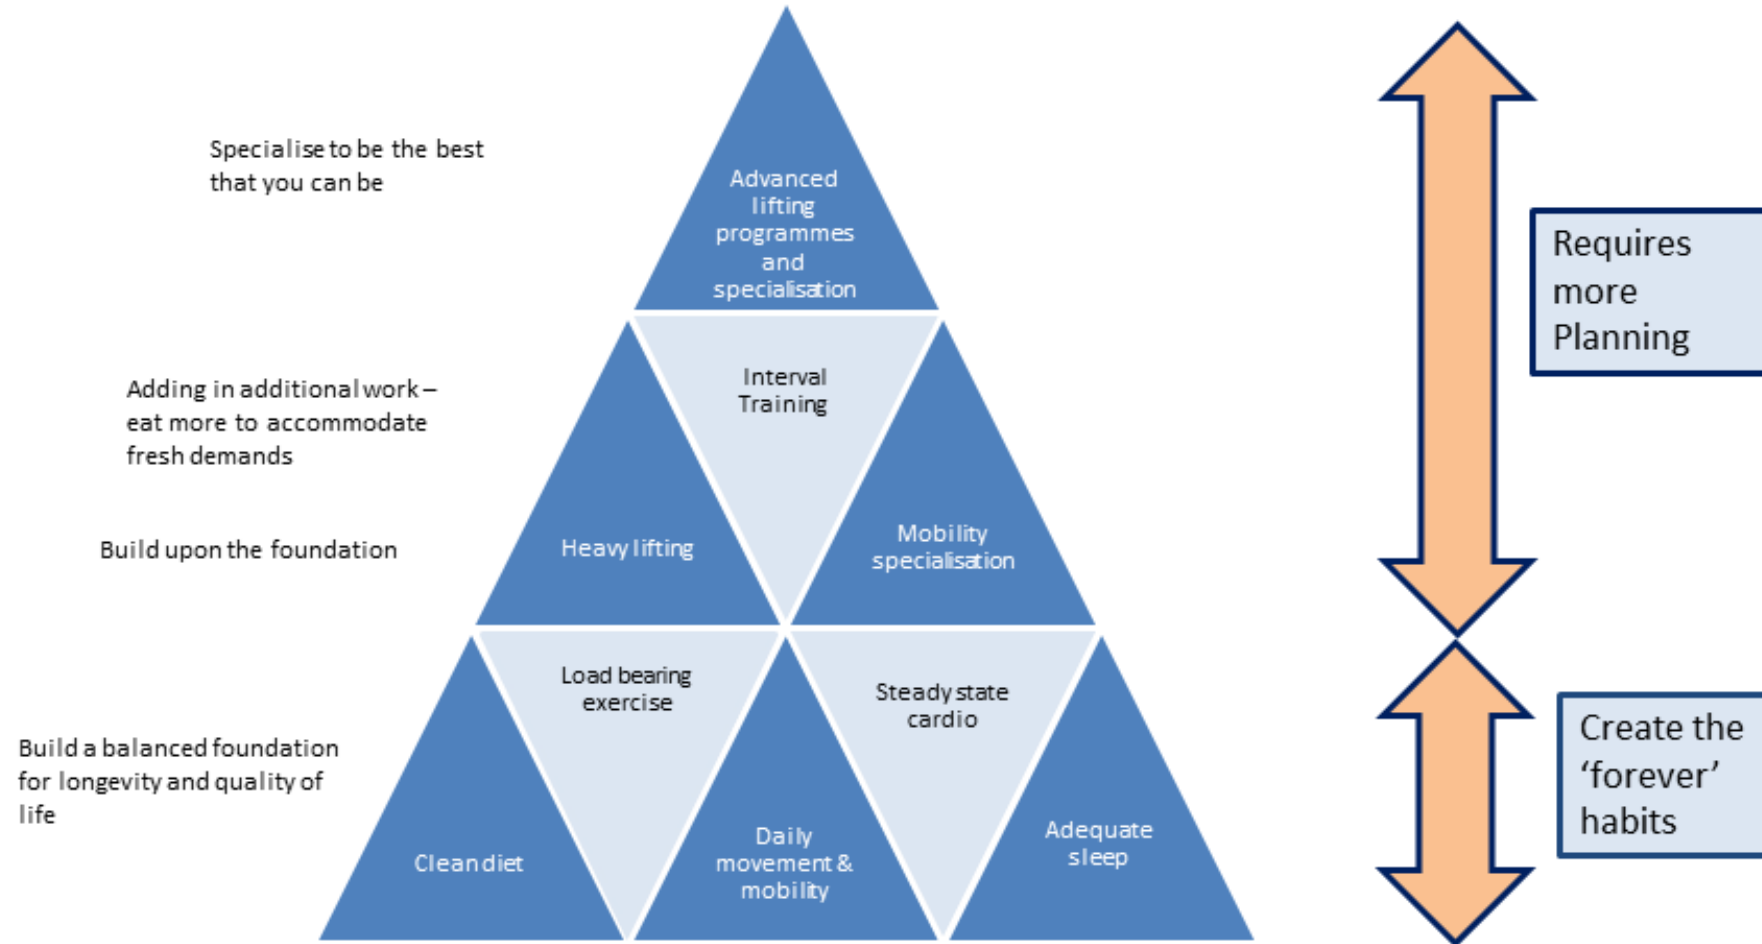 Specialise to be the best
that you can be
Advanced
lifting
programmes
and
specialisation
Requires
more
Planning
Adding in additional work –
eat more to accommodate
fresh demands
Interval
Training
Build upon the foundation
Heavy lifting
Mobility
specialisation
Load bearing
exercise
Steady state
cardio
Build a balanced foundation
for longevity and quality of
life
Clean diet
Daily
movement &
mobility
Adequate
sleep
Create the
‘forever’
habits